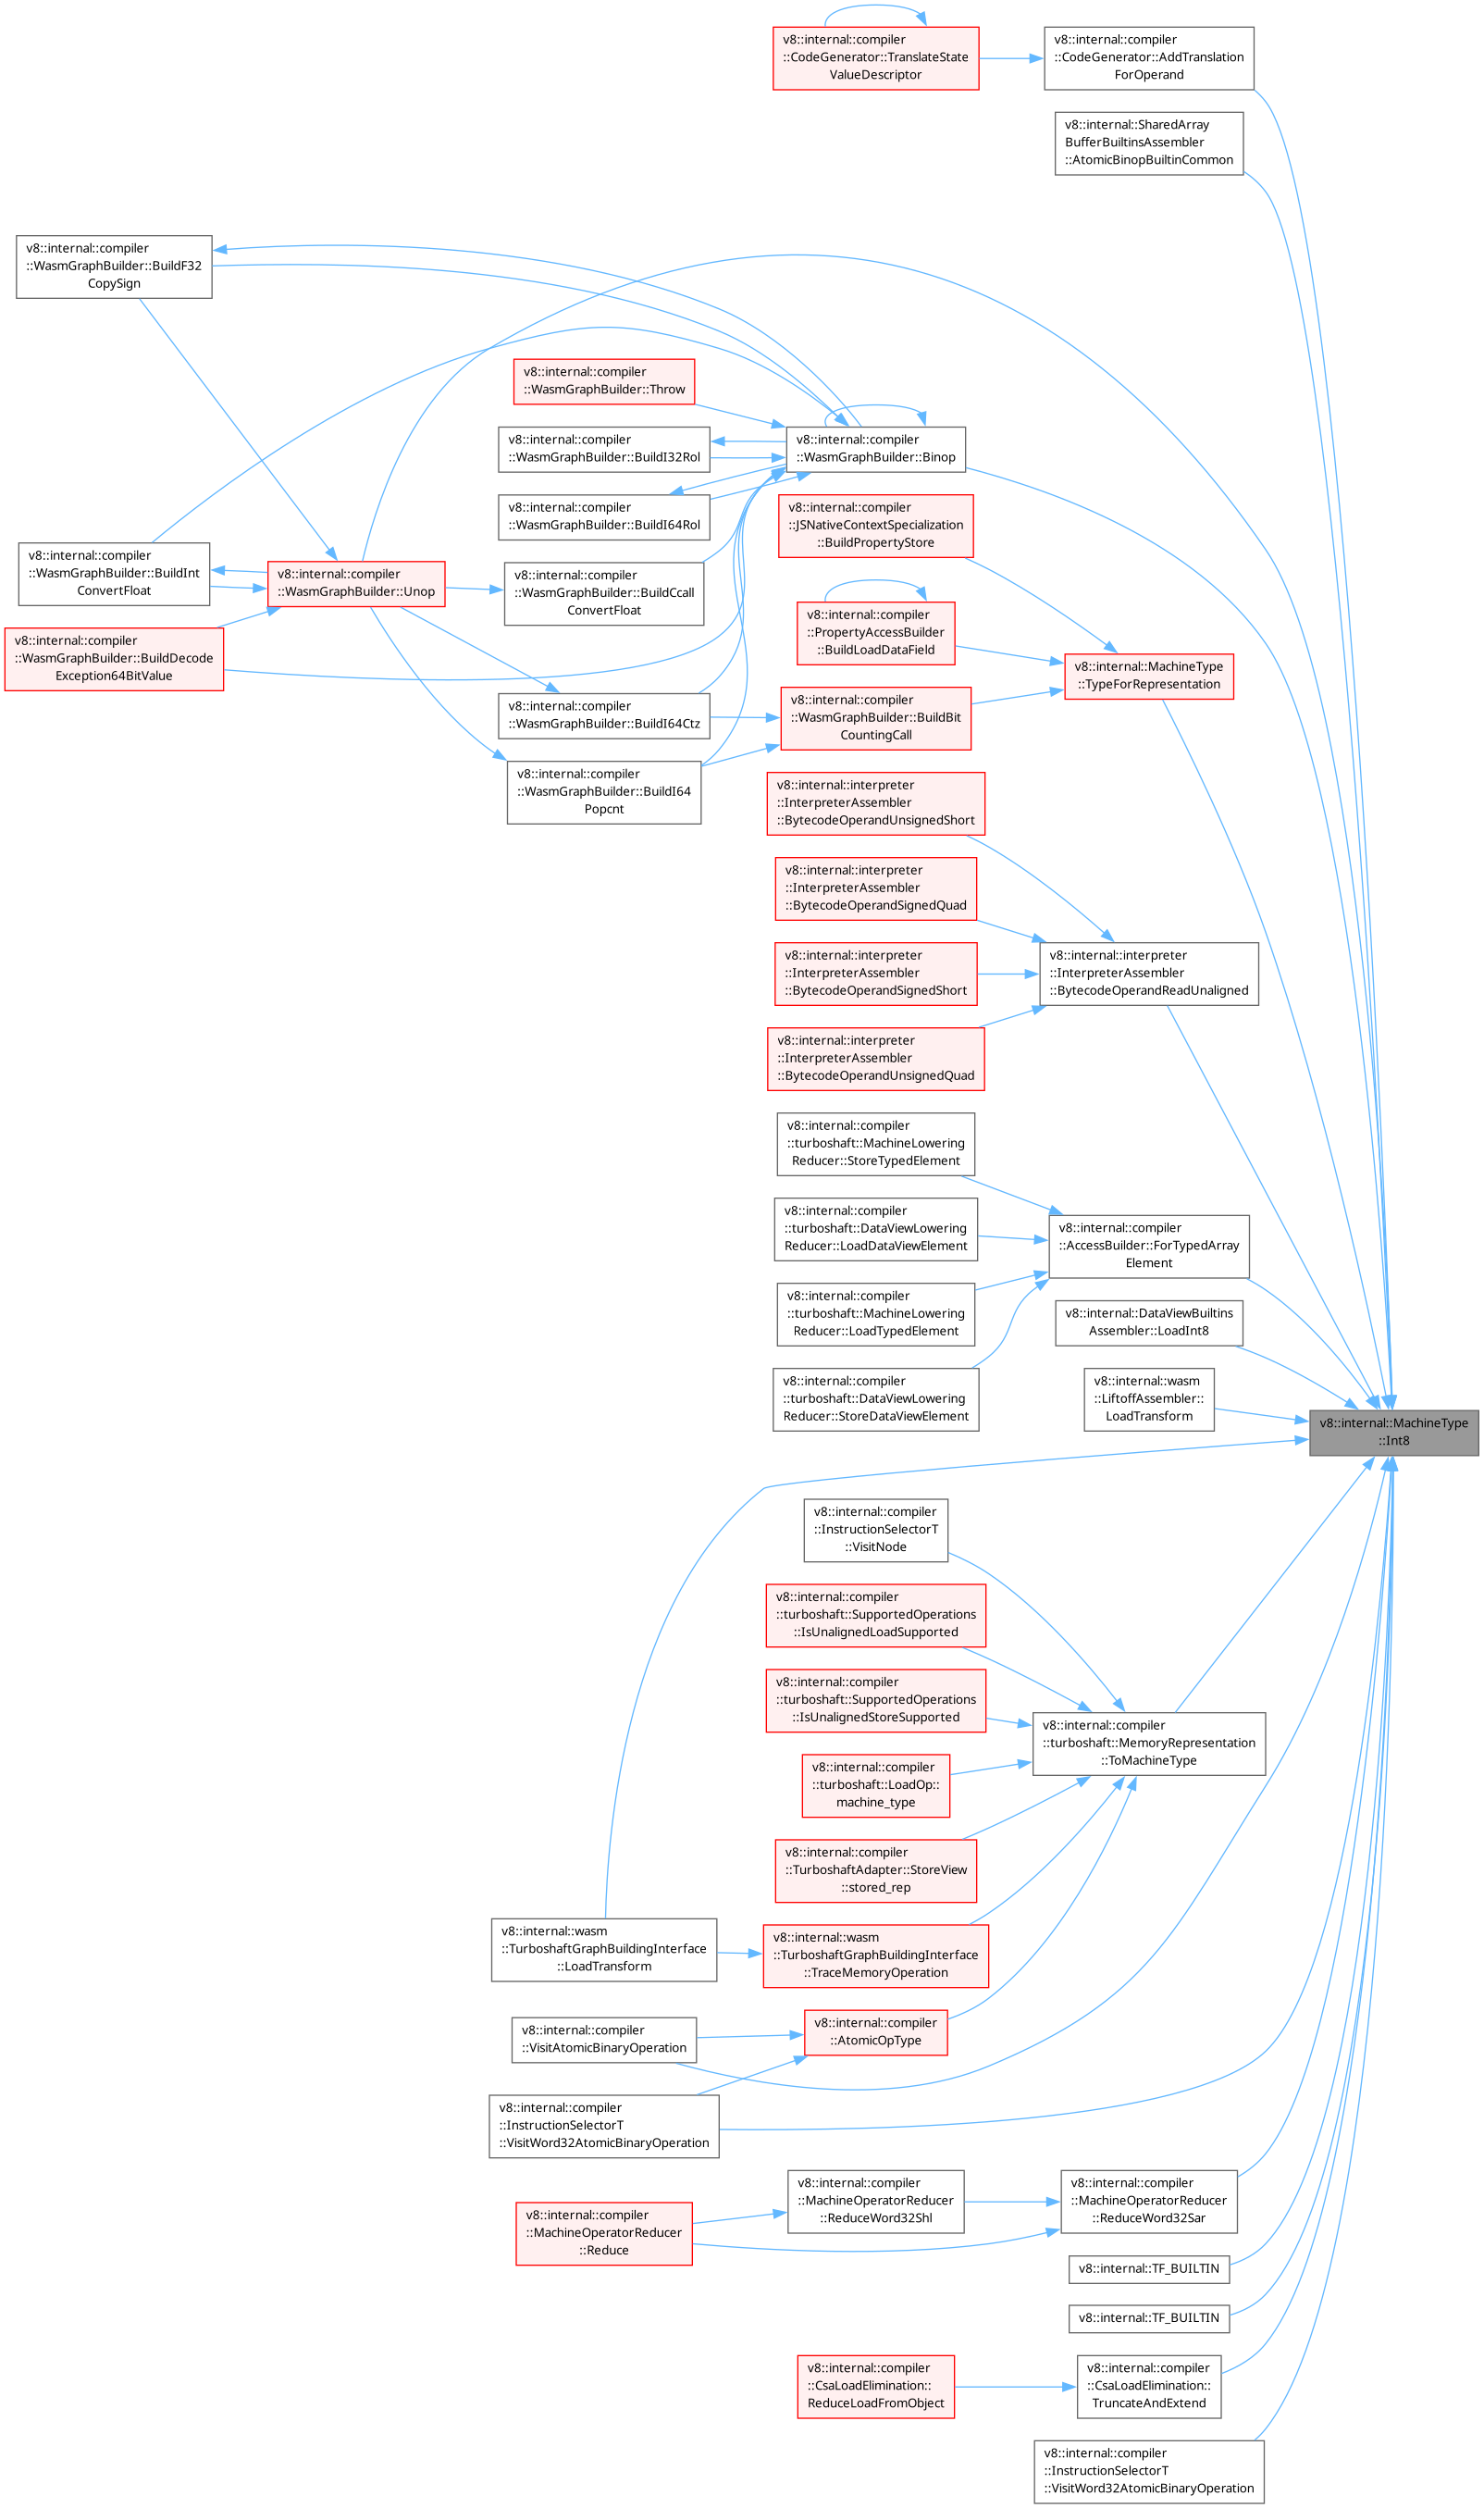 v8::internal::compiler
::CodeGenerator::TranslateState
ValueDescriptor
v8::internal::compiler
::CodeGenerator::AddTranslation
ForOperand
v8::internal::SharedArray
BufferBuiltinsAssembler
::AtomicBinopBuiltinCommon
v8::internal::compiler
::WasmGraphBuilder::BuildF32
CopySign
v8::internal::compiler
::WasmGraphBuilder::Throw
v8::internal::compiler
::WasmGraphBuilder::BuildI32Rol
v8::internal::compiler
::WasmGraphBuilder::Binop
v8::internal::compiler
::WasmGraphBuilder::BuildI64Rol
v8::internal::compiler
::JSNativeContextSpecialization
::BuildPropertyStore
v8::internal::compiler
::WasmGraphBuilder::BuildInt
ConvertFloat
v8::internal::compiler
::WasmGraphBuilder::Unop
v8::internal::compiler
::WasmGraphBuilder::BuildCcall
ConvertFloat
v8::internal::compiler
::PropertyAccessBuilder
::BuildLoadDataField
v8::internal::compiler
::WasmGraphBuilder::BuildDecode
Exception64BitValue
v8::internal::MachineType
::TypeForRepresentation
v8::internal::compiler
::WasmGraphBuilder::BuildI64Ctz
v8::internal::compiler
::WasmGraphBuilder::BuildBit
CountingCall
v8::internal::compiler
::WasmGraphBuilder::BuildI64
Popcnt
v8::internal::interpreter
::InterpreterAssembler
::BytecodeOperandUnsignedShort
v8::internal::interpreter
::InterpreterAssembler
::BytecodeOperandSignedQuad
v8::internal::interpreter
::InterpreterAssembler
::BytecodeOperandSignedShort
v8::internal::interpreter
::InterpreterAssembler
::BytecodeOperandReadUnaligned
v8::internal::interpreter
::InterpreterAssembler
::BytecodeOperandUnsignedQuad
v8::internal::compiler
::turboshaft::MachineLowering
Reducer::StoreTypedElement
v8::internal::compiler
::turboshaft::DataViewLowering
Reducer::LoadDataViewElement
v8::internal::compiler
::AccessBuilder::ForTypedArray
Element
v8::internal::compiler
::turboshaft::MachineLowering
Reducer::LoadTypedElement
v8::internal::DataViewBuiltins
Assembler::LoadInt8
v8::internal::compiler
::turboshaft::DataViewLowering
Reducer::StoreDataViewElement
v8::internal::wasm
::LiftoffAssembler::
LoadTransform
v8::internal::MachineType
::Int8
v8::internal::compiler
::InstructionSelectorT
::VisitNode
v8::internal::compiler
::turboshaft::SupportedOperations
::IsUnalignedLoadSupported
v8::internal::compiler
::turboshaft::SupportedOperations
::IsUnalignedStoreSupported
v8::internal::compiler
::turboshaft::MemoryRepresentation
::ToMachineType
v8::internal::compiler
::turboshaft::LoadOp::
machine_type
v8::internal::compiler
::TurboshaftAdapter::StoreView
::stored_rep
v8::internal::wasm
::TurboshaftGraphBuildingInterface
::LoadTransform
v8::internal::wasm
::TurboshaftGraphBuildingInterface
::TraceMemoryOperation
v8::internal::compiler
::VisitAtomicBinaryOperation
v8::internal::compiler
::AtomicOpType
v8::internal::compiler
::InstructionSelectorT
::VisitWord32AtomicBinaryOperation
v8::internal::compiler
::MachineOperatorReducer
::Reduce
v8::internal::compiler
::MachineOperatorReducer
::ReduceWord32Shl
v8::internal::compiler
::MachineOperatorReducer
::ReduceWord32Sar
v8::internal::TF_BUILTIN
v8::internal::TF_BUILTIN
v8::internal::compiler
::CsaLoadElimination::
ReduceLoadFromObject
v8::internal::compiler
::CsaLoadElimination::
TruncateAndExtend
v8::internal::compiler
::InstructionSelectorT
::VisitWord32AtomicBinaryOperation